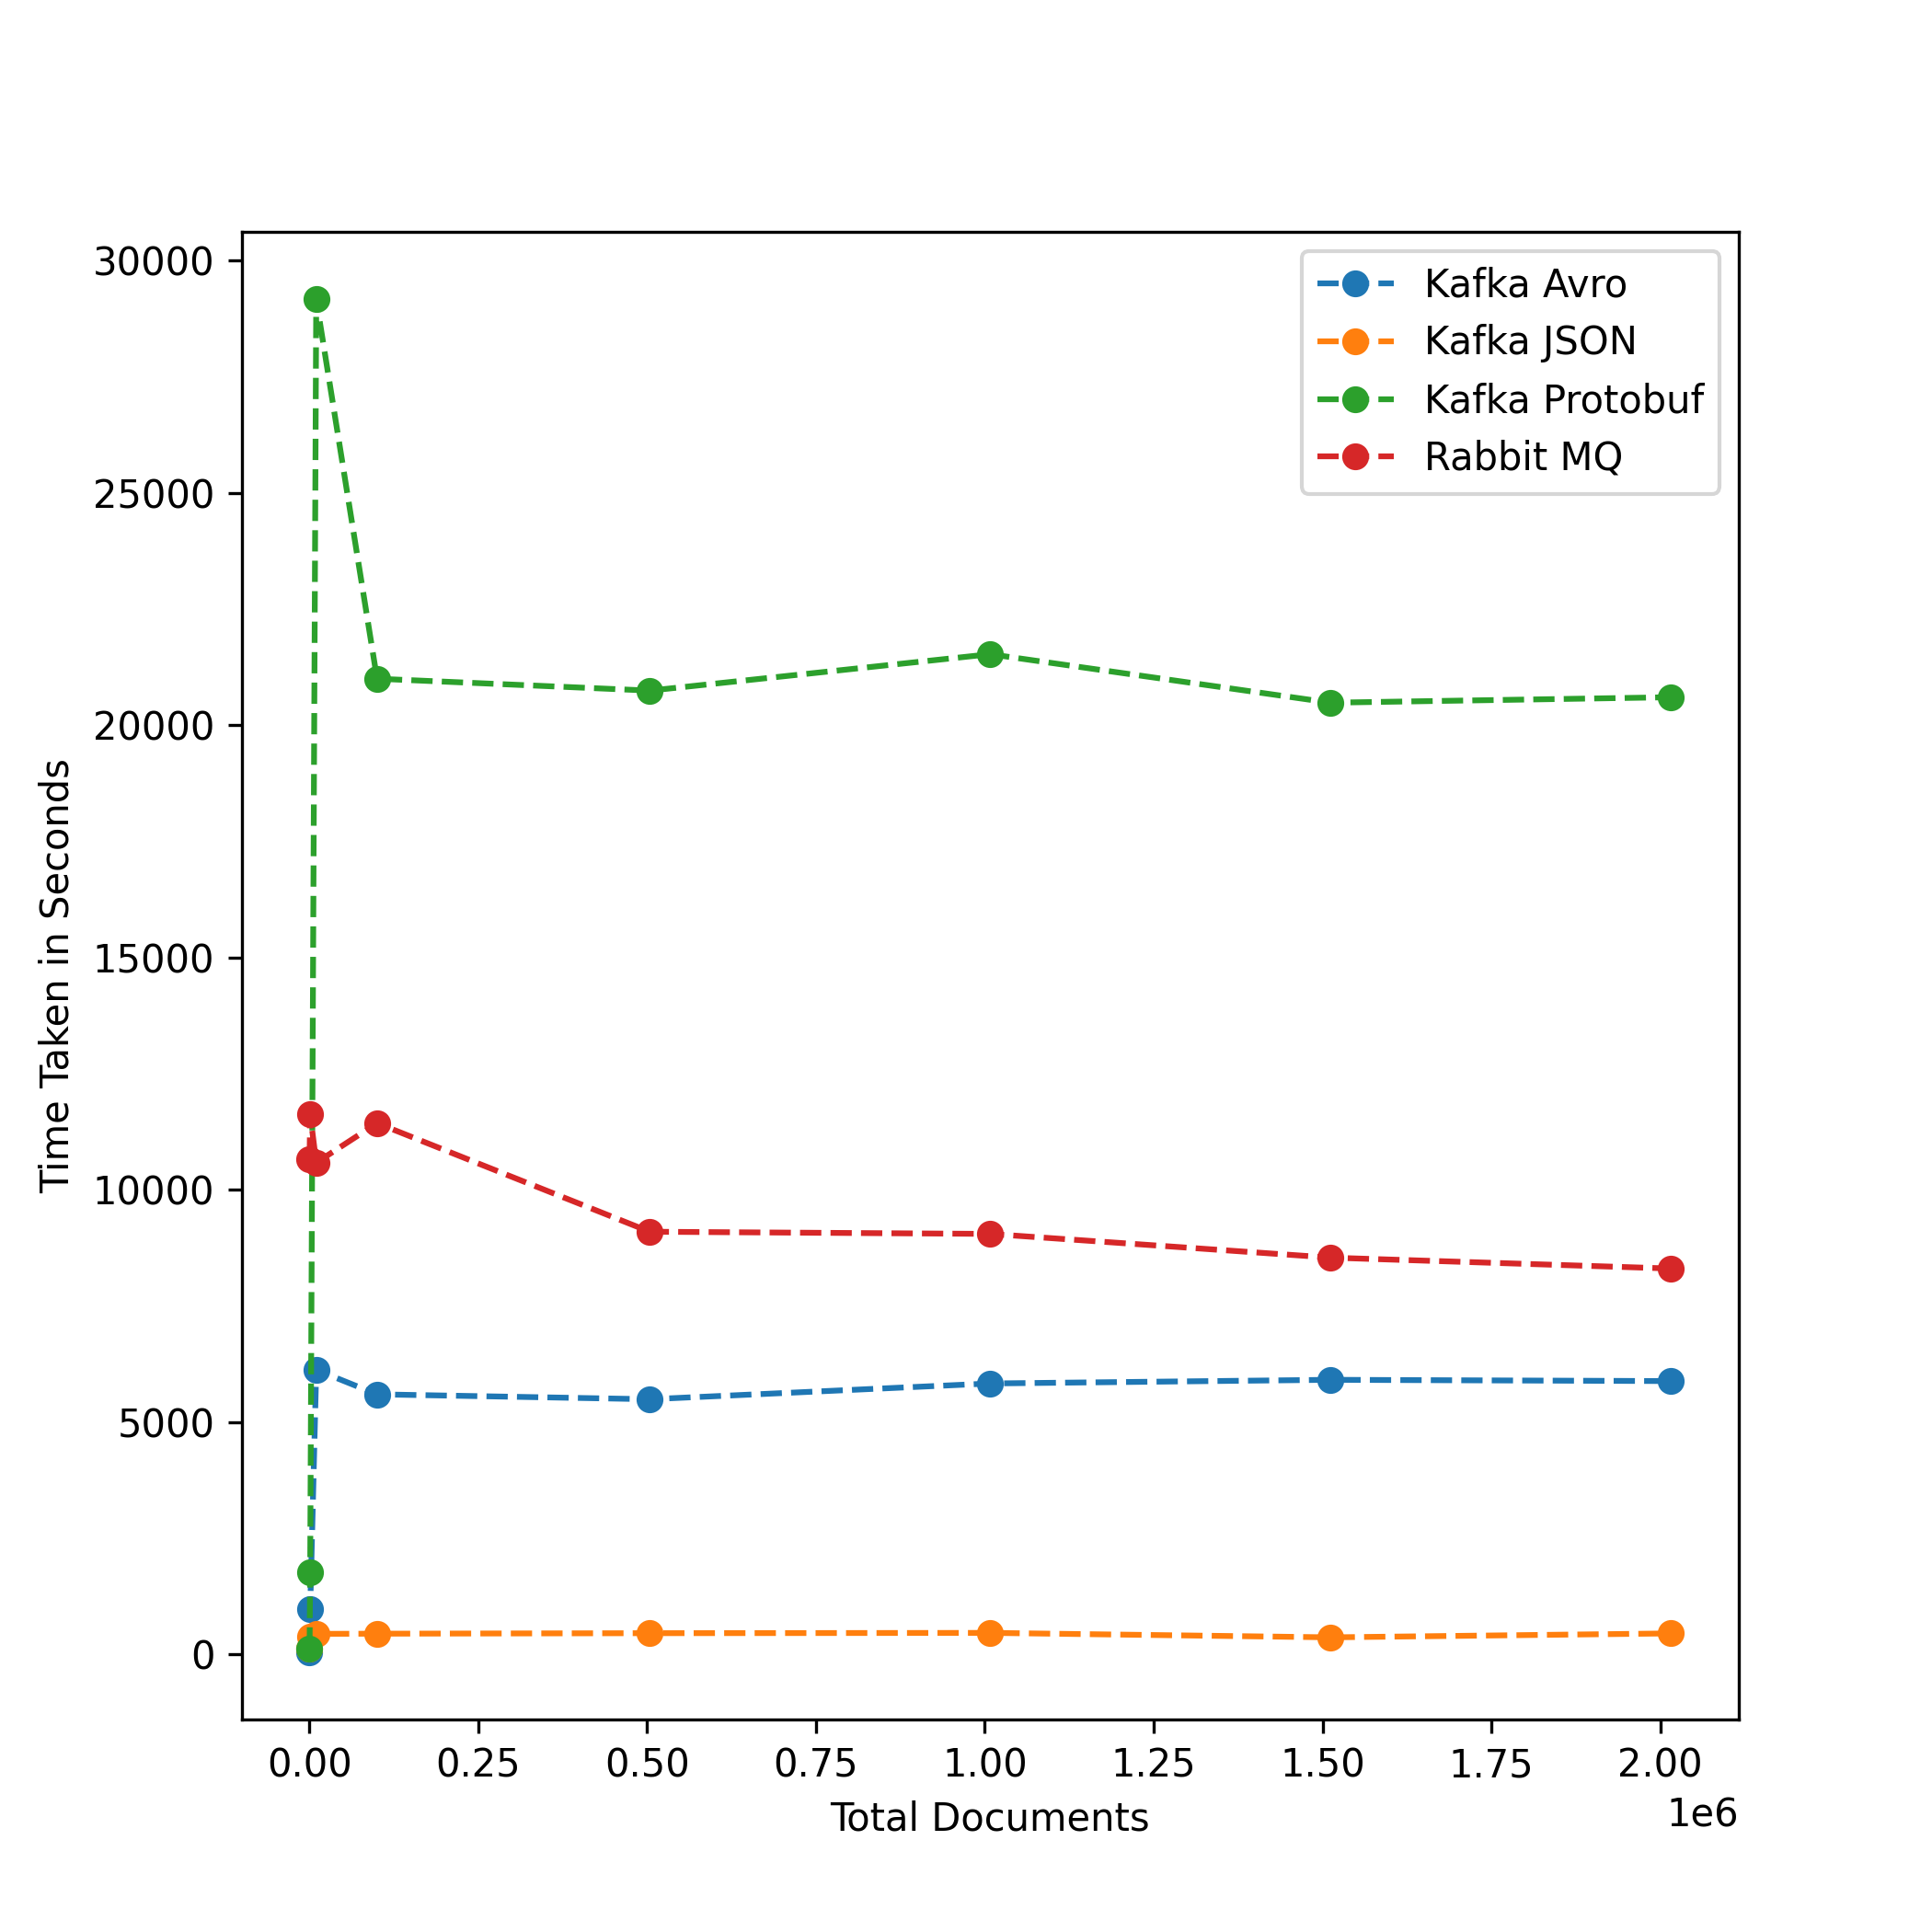 30000
25000
20000
15000
10000
5000
0
Time Taken in Seconds
Kafka Avro
Kafka JSON
Kafka Protobuf
Rabbit MQ
0.00 0.25 0.50 0.75 1.00 1.25 1.50 1.75 2.00
1e6
Total Documents